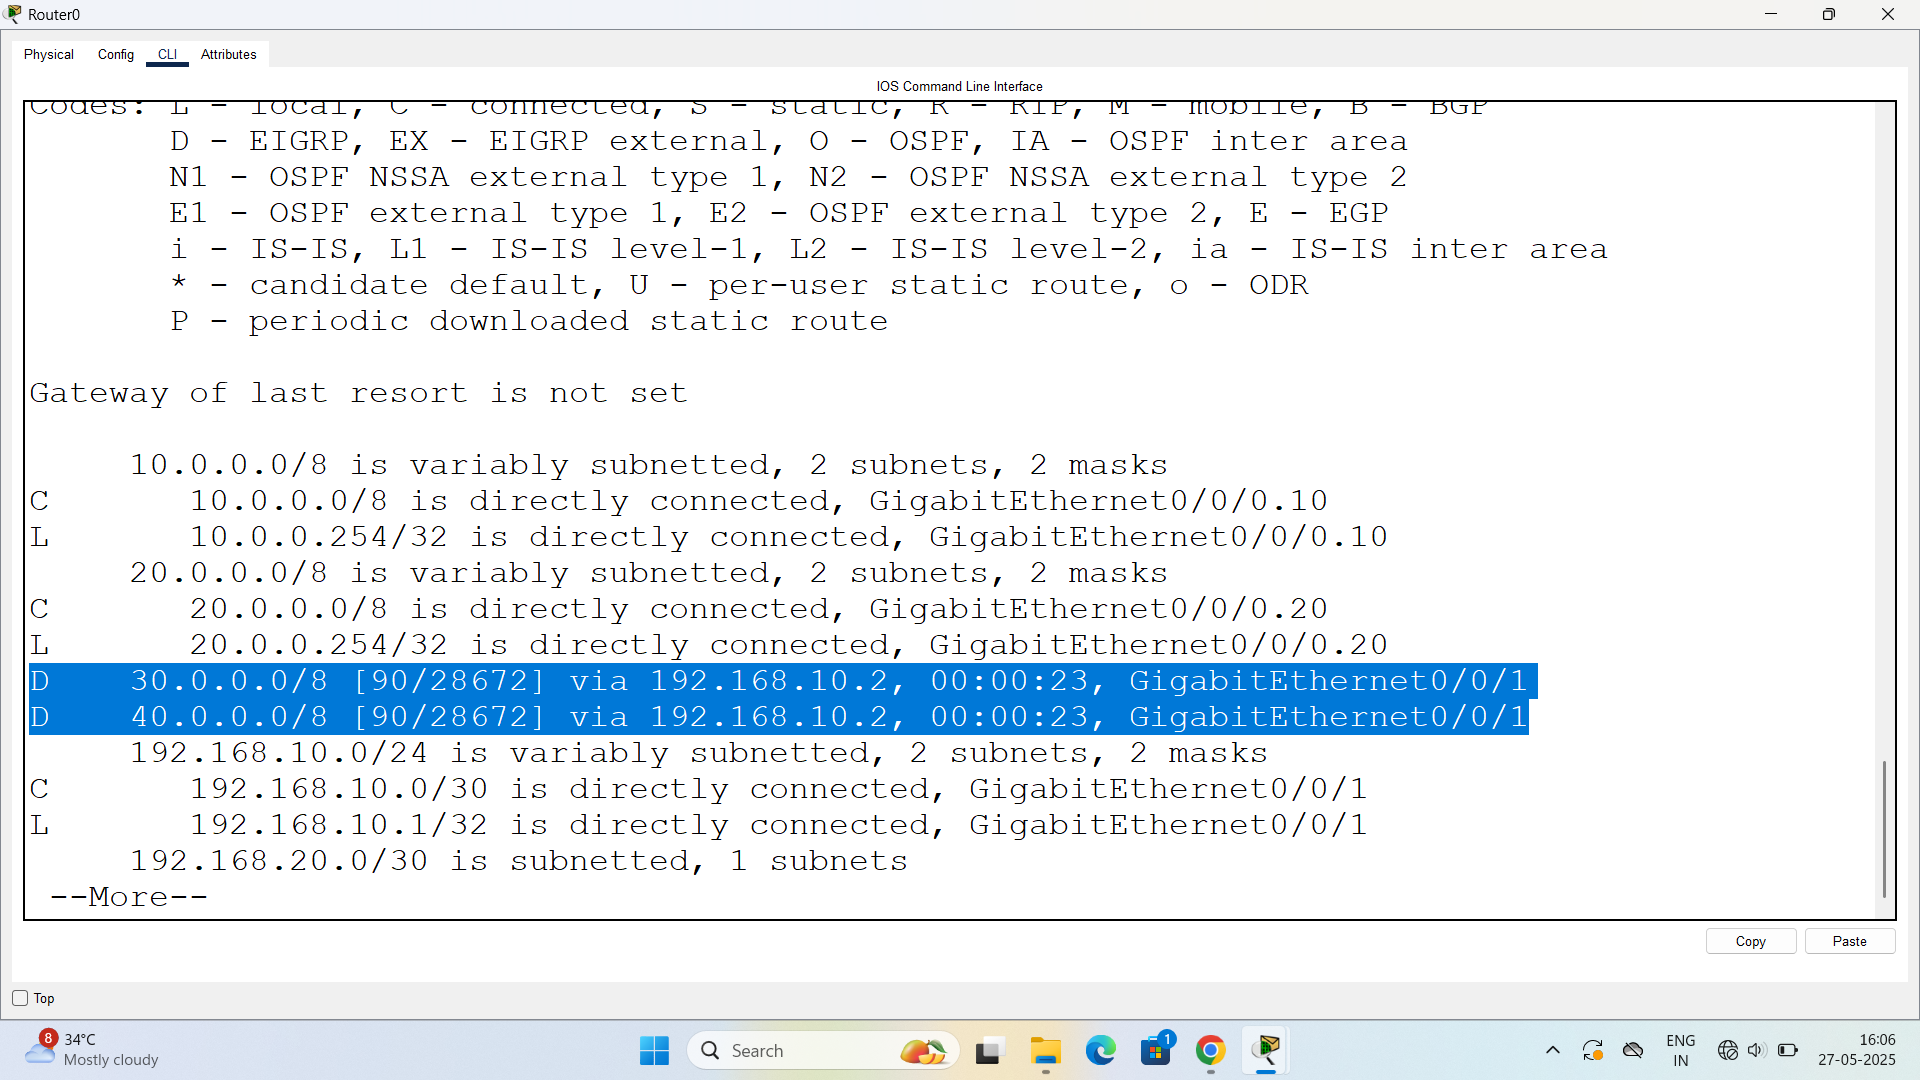 Router0
Physical Config CLI Attributes
IOS Command Line Interface
Codes: L - local, C - connected, S - static, R - RIP, M - mobile, B - BGP
D - EIGRP, EX - EIGRP external, O - OSPF, IA - OSPF inter area
N1 - OSPF NSSA external type 1, N2 - OSPF NSSA external type 2
E1 - OSPF external type 1, E2 - OSPF external type 2, E - EGP
i - IS-IS, L1 - IS-IS level-1, L2 - IS-IS level-2, ia - IS-IS inter area
* - candidate default, U - per-user static route, o - ODR
P - periodic downloaded static route
Gateway of last resort is not set
10.0.0.0/8 is variably subnetted, 2 subnets, 2 masks
C 10.0.0.0/8 is directly connected, GigabitEthernet0/0/0.10
L 10.0.0.254/32 is directly connected, GigabitEthernet0/0/0.10
20.0.0.0/8 is variably subnetted, 2 subnets, 2 masks
C 20.0.0.0/8 is directly connected, GigabitEthernet0/0/0.20
L 20.0.0.254/32 is directly connected, GigabitEthernet0/0/0.20
D 30.0.0.0/8 [90/28672] via 192.168.10.2, 00:00:23, GigabitEthernet0/0/1
D 40.0.0.0/8 [90/28672] via 192.168.10.2, 00:00:23, GigabitEthernet0/0/1
192.168.10.0/24 is variably subnetted, 2 subnets, 2 masks
C 192.168.10.0/30 is directly connected, GigabitEthernet0/0/1
L 192.168.10.1/32 is directly connected, GigabitEthernet0/0/1
192.168.20.0/30 is subnetted, 1 subnets
--More--
Copy Paste
Top
8
34°C
Mostly cloudy
Search
1
ENG
IN
16:06
27-05-2025